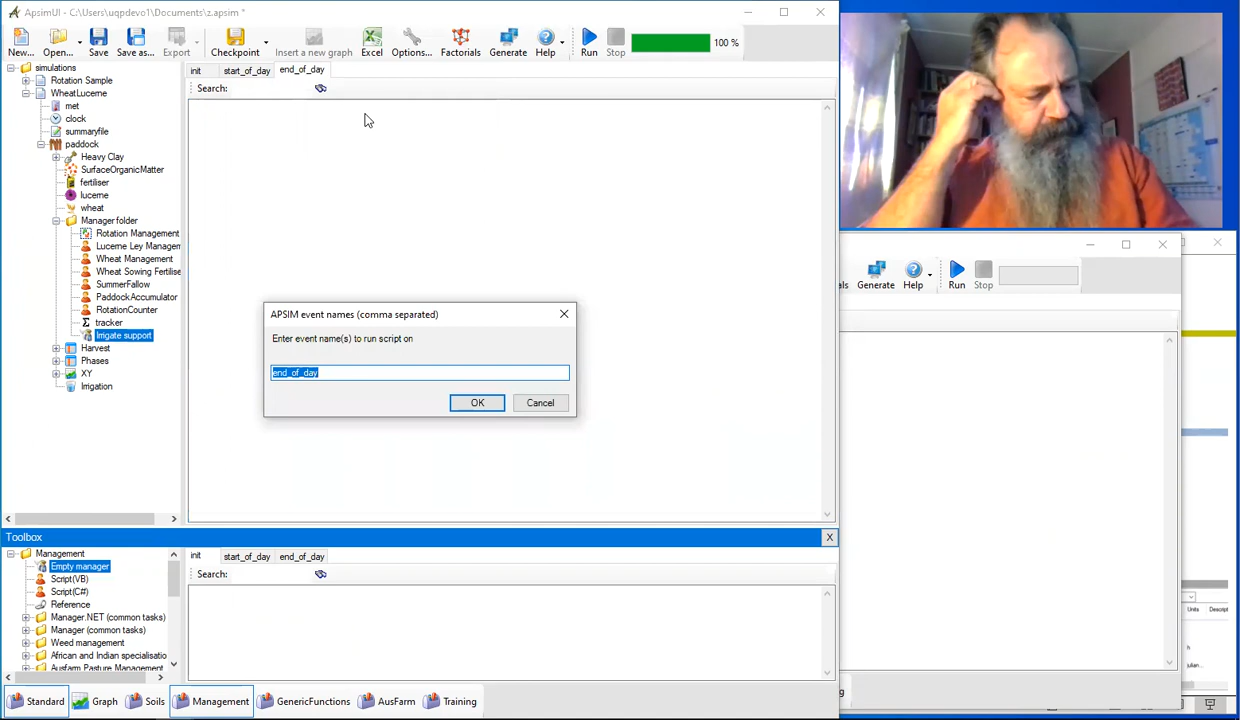 ApsimUI - C:\Users\uqpdevo1\Documents\z.apsim *
New... Open... Save Save as... Export Checkpoint Insert a new graph Excel Options... Factorials Generate Help Run Stop 100 %
simulations
Rotation Sample
WheatLucerne
met
clock
summaryfile
paddock
Heavy Clay
SurfaceOrganicMatter
fertiliser
lucerne
wheat
Manager folder
Rotation Management
Lucerne Ley Managem
Wheat Management
Wheat Sowing Fertilise
SummerFallow
PaddockAccumulator
RotationCounter
tracker
Irrigate support
Harvest
Phases
XY
Irrigation
init start_of_day end_of_day
Search:
APSIM event names (comma separated)
Enter event name(s) to run script on
end_of_day
OK Cancel
als Generate Help Run Stop
Units Descript
h
julian...
Toolbox X
Management
Empty manager
Script(VB)
Script(C#)
Reference
Manager.NET (common tasks)
Manager (common tasks)
Weed management
African and Indian specialisatio
Ausfarm Pasture Management
init start_of_day end_of_day
Search:
Standard Graph Soils Management GenericFunctions AusFarm Training
g